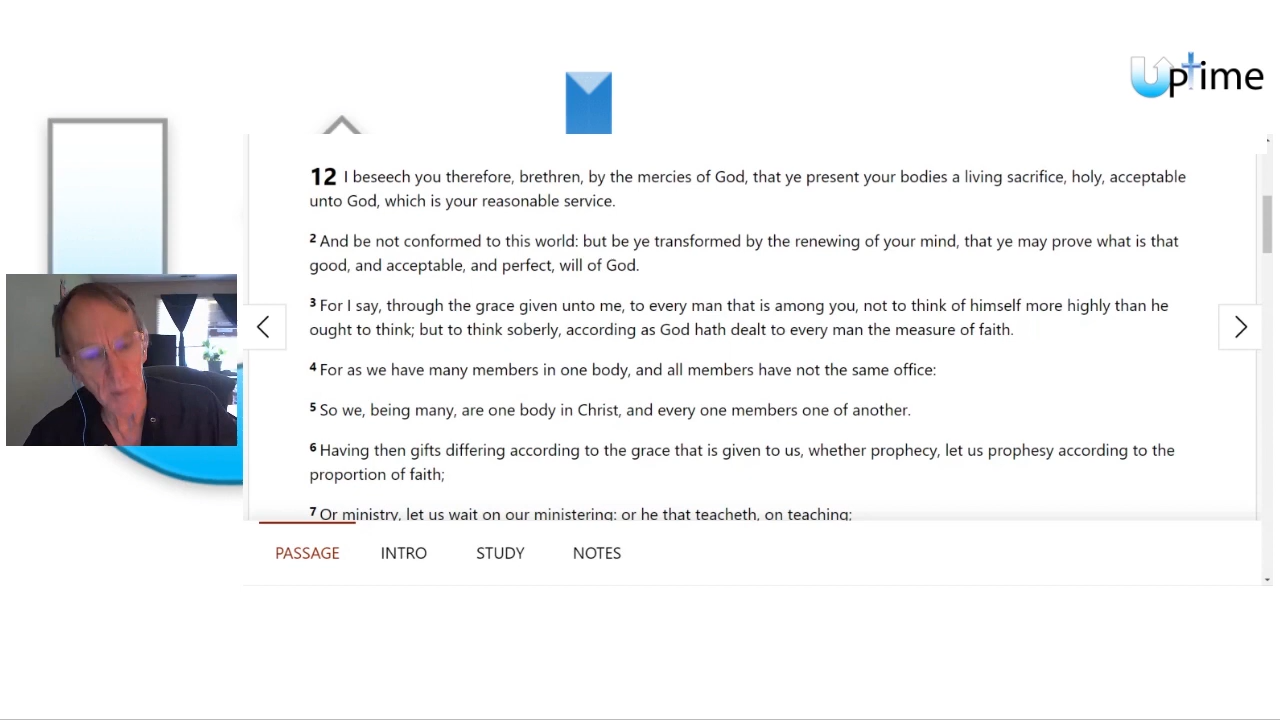 Uptime
12 I beseech you therefore, brethren, by the mercies of God, that ye present your bodies a living sacrifice, holy, acceptable
unto God, which is your reasonable service.
2 And be not conformed to this world: but be ye transformed by the renewing of your mind, that ye may prove what is that
good, and acceptable, and perfect, will of God.
3 For I say, through the grace given unto me, to every man that is among you, not to think of himself more highly than he
ought to think; but to think soberly, according as God hath dealt to every man the measure of faith.
4 For as we have many members in one body, and all members have not the same office:
5 So we, being many, are one body in Christ, and every one members one of another.
6 Having then gifts differing according to the grace that is given to us, whether prophecy, let us prophesy according to the
proportion of faith;
7 Or ministry, let us wait on our ministering: or he that teacheth, on teaching;
PASSAGE INTRO STUDY NOTES